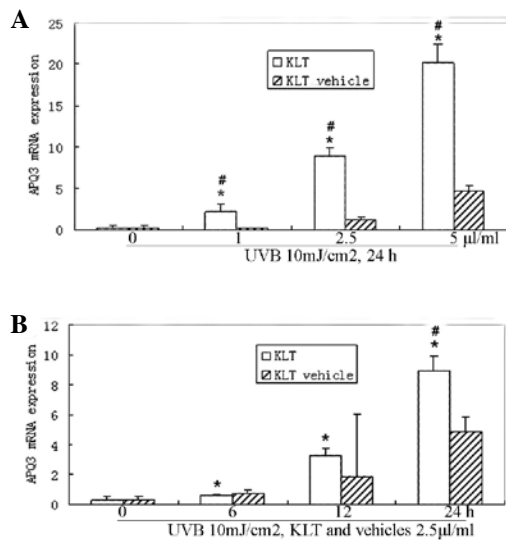 A
25
20
15
10
5
0
APQ3 mRNA expression
KLT
KLT vehicle
# * # * # *
0 1 2.5 5 μl/ml
UVB 10mJ/cm2, 24 h
B
12
10
8
6
4
2
0
APQ3 mRNA expression
KLT
KLT vehicle
* * # *
0 6 12 24 h
UVB 10mJ/cm2, KLT and vehicles 2.5μl/ml